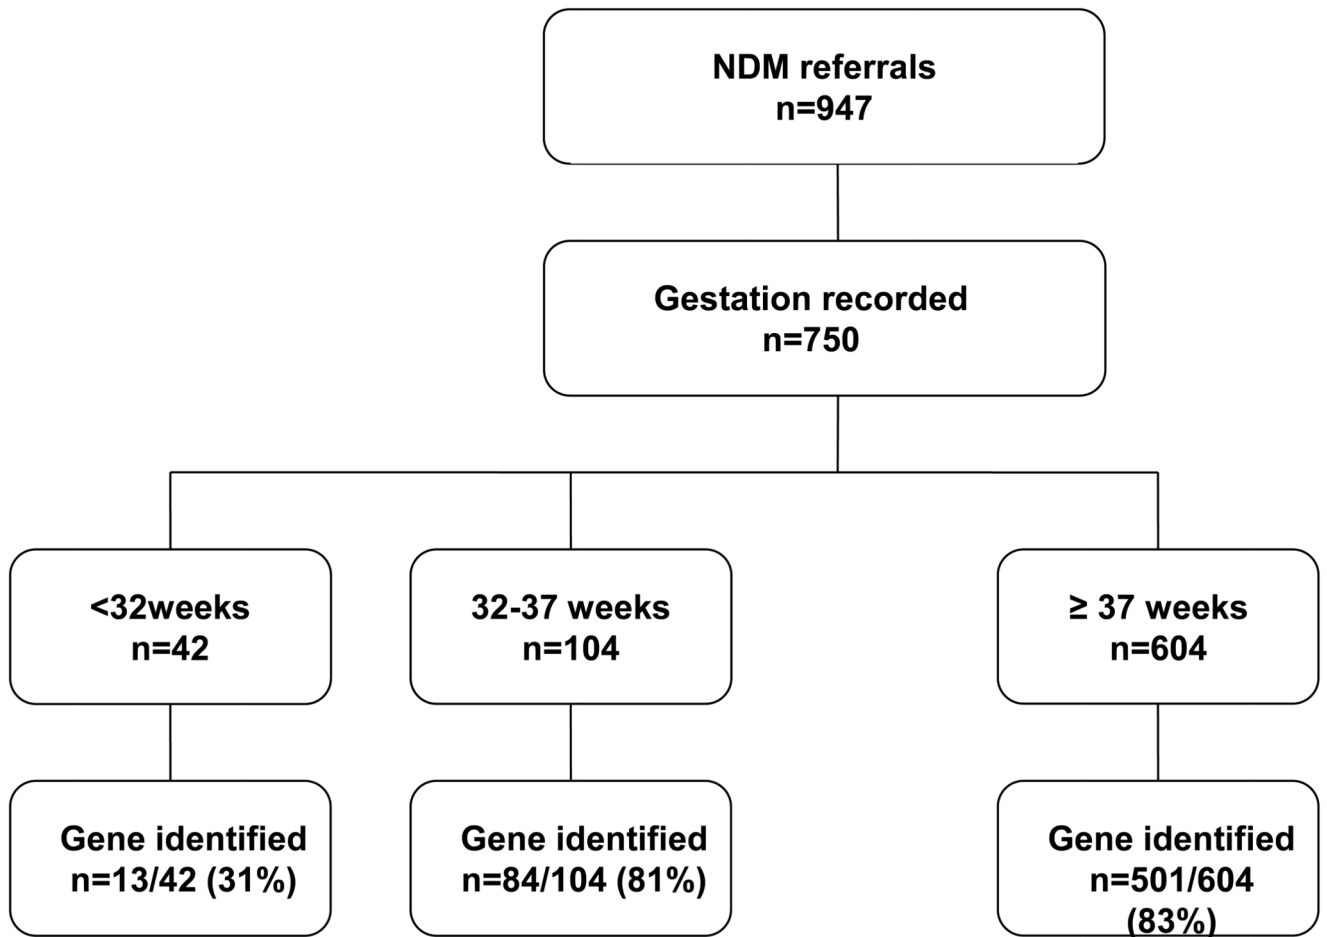 NDM referrals
n=947
Gestation recorded
n=750
<32weeks
n=42
32-37 weeks
n=104
≥ 37 weeks
n=604
Gene identified
n=13/42 (31%)
Gene identified
n=84/104 (81%)
Gene identified
n=501/604
(83%)